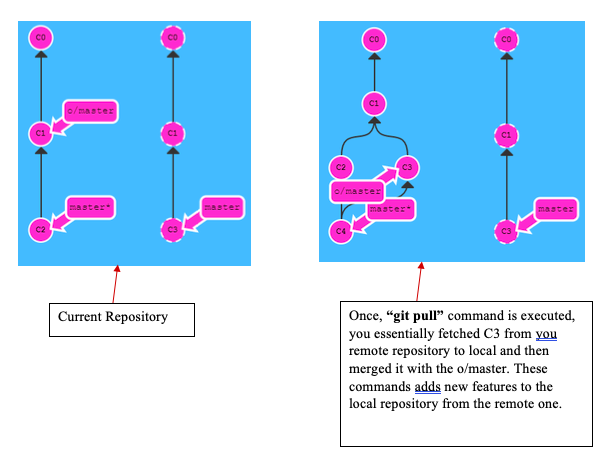 C0
C0
o/master
C1
C1
master*
master
C2
C3
C0
C0
C1
C1
C2
C3
o/master
master*
master
C4
C3
Current Repository
Once, “git pull” command is executed,
you essentially fetched C3 from you
remote repository to local and then
merged it with the o/master. These
commands adds new features to the
local repository from the remote one.